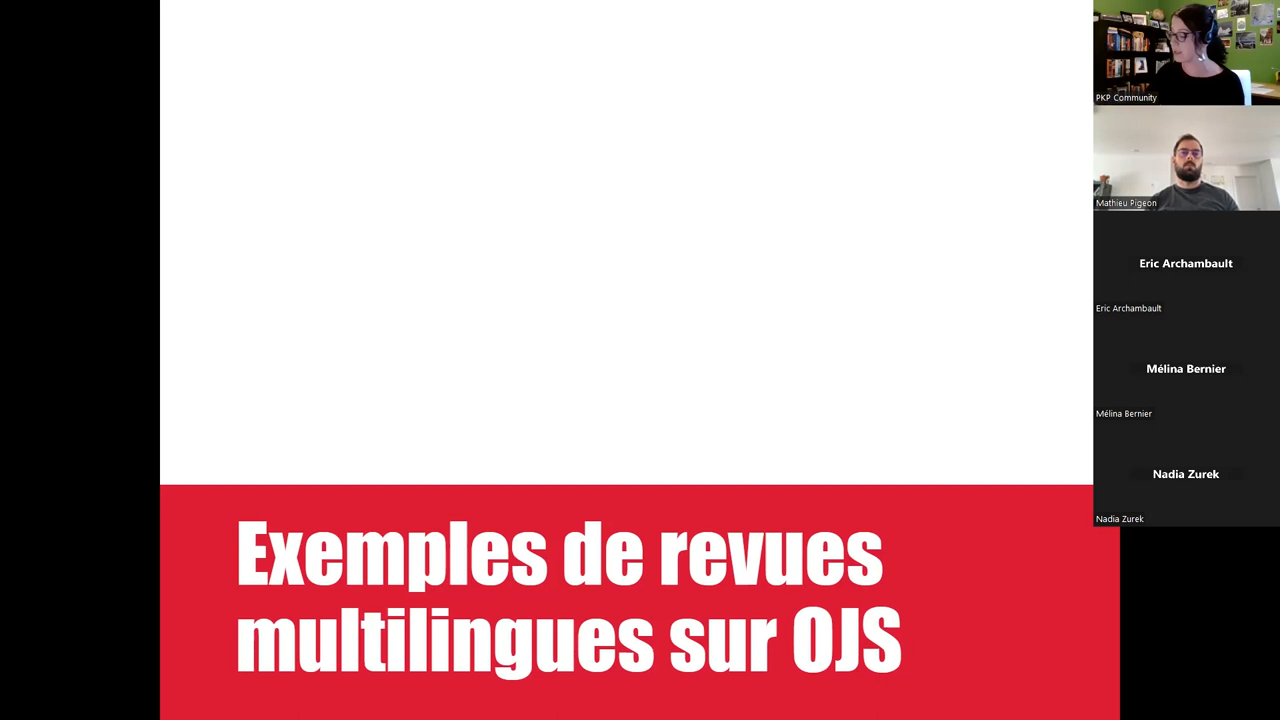 Exemples de revues
multilingues sur OJS
PKP Community
Mathieu Pigeon
Eric Archambault
Eric Archambault
Mélina Bernier
Mélina Bernier
Nadia Zurek
Nadia Zurek